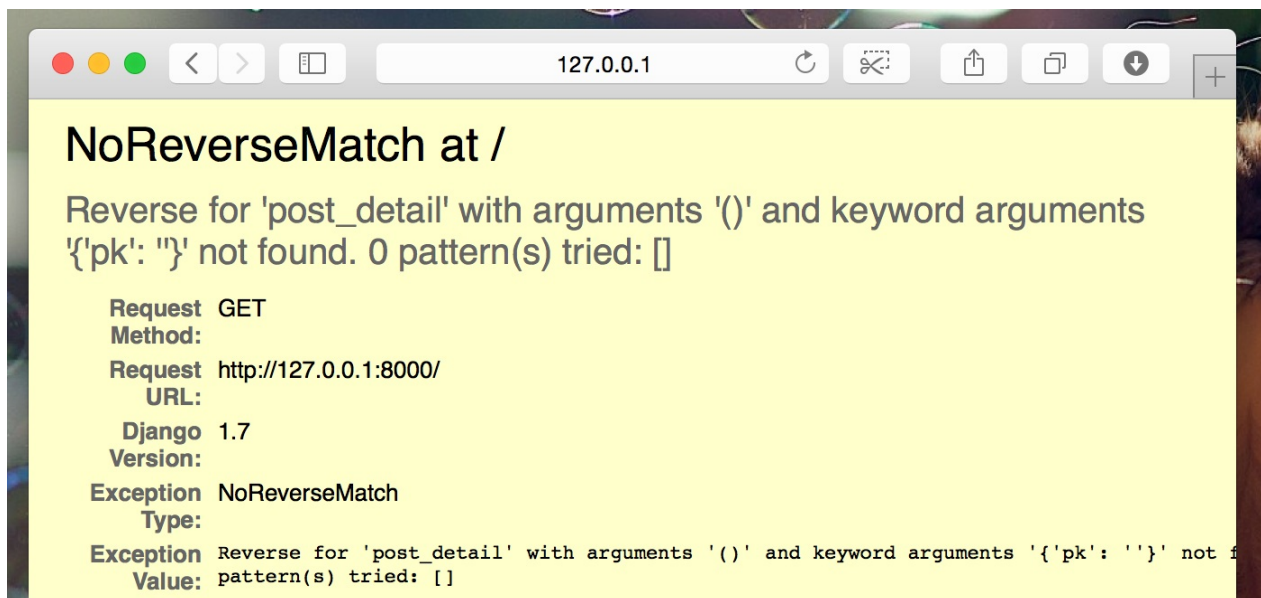 127.0.0.1
NoReverseMatch at /
Reverse for 'post_detail' with arguments '()' and keyword arguments
'{'pk': ''}' not found. 0 pattern(s) tried: []
Request GET
Method:
Request http://127.0.0.1:8000/
URL:
Django 1.7
Version:
Exception NoReverseMatch
Type:
Exception Reverse for 'post_detail' with arguments '()' and keyword arguments '{'pk': ''}' not
Value: pattern(s) tried: []